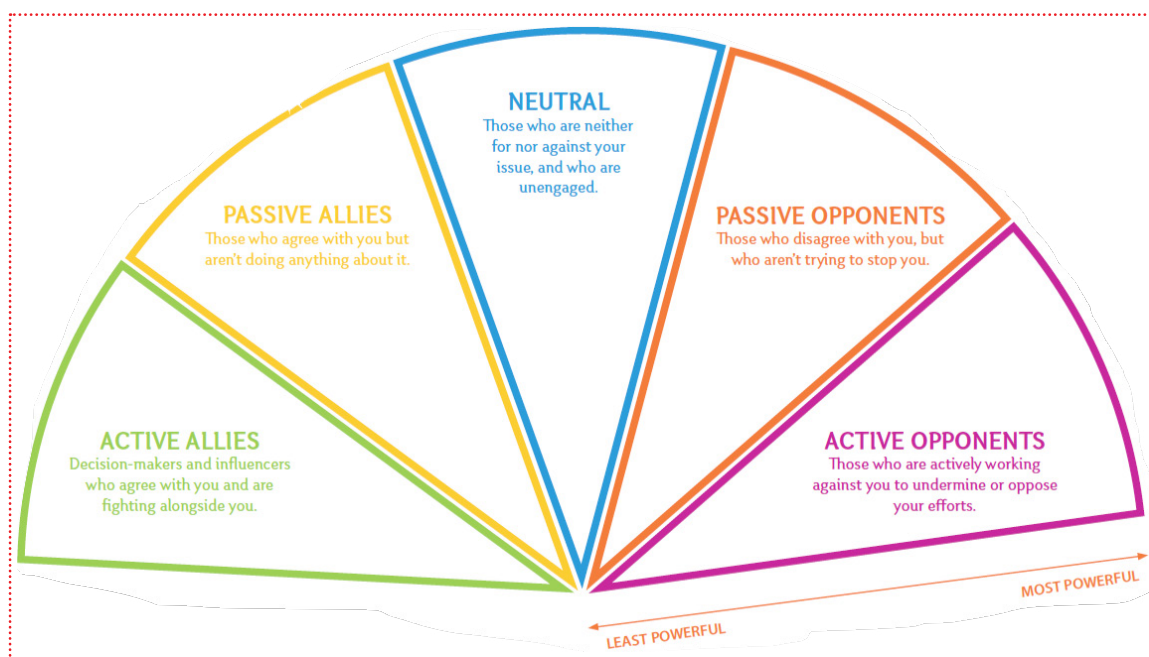 NEUTRAL
Those who are neither
for nor against your
issue, and who are
unengaged.
PASSIVE ALLIES
Those who agree with you but
aren't doing anything about it.
PASSIVE OPPONENTS
Those who disagree with you, but
who aren't trying to stop you.
ACTIVE ALLIES
Decision-makers and influencers
who agree with you and are
fighting alongside you.
ACTIVE OPPONENTS
Those who are actively working
against you to undermine or oppose
your efforts.
LEAST POWERFUL
MOST POWERFUL